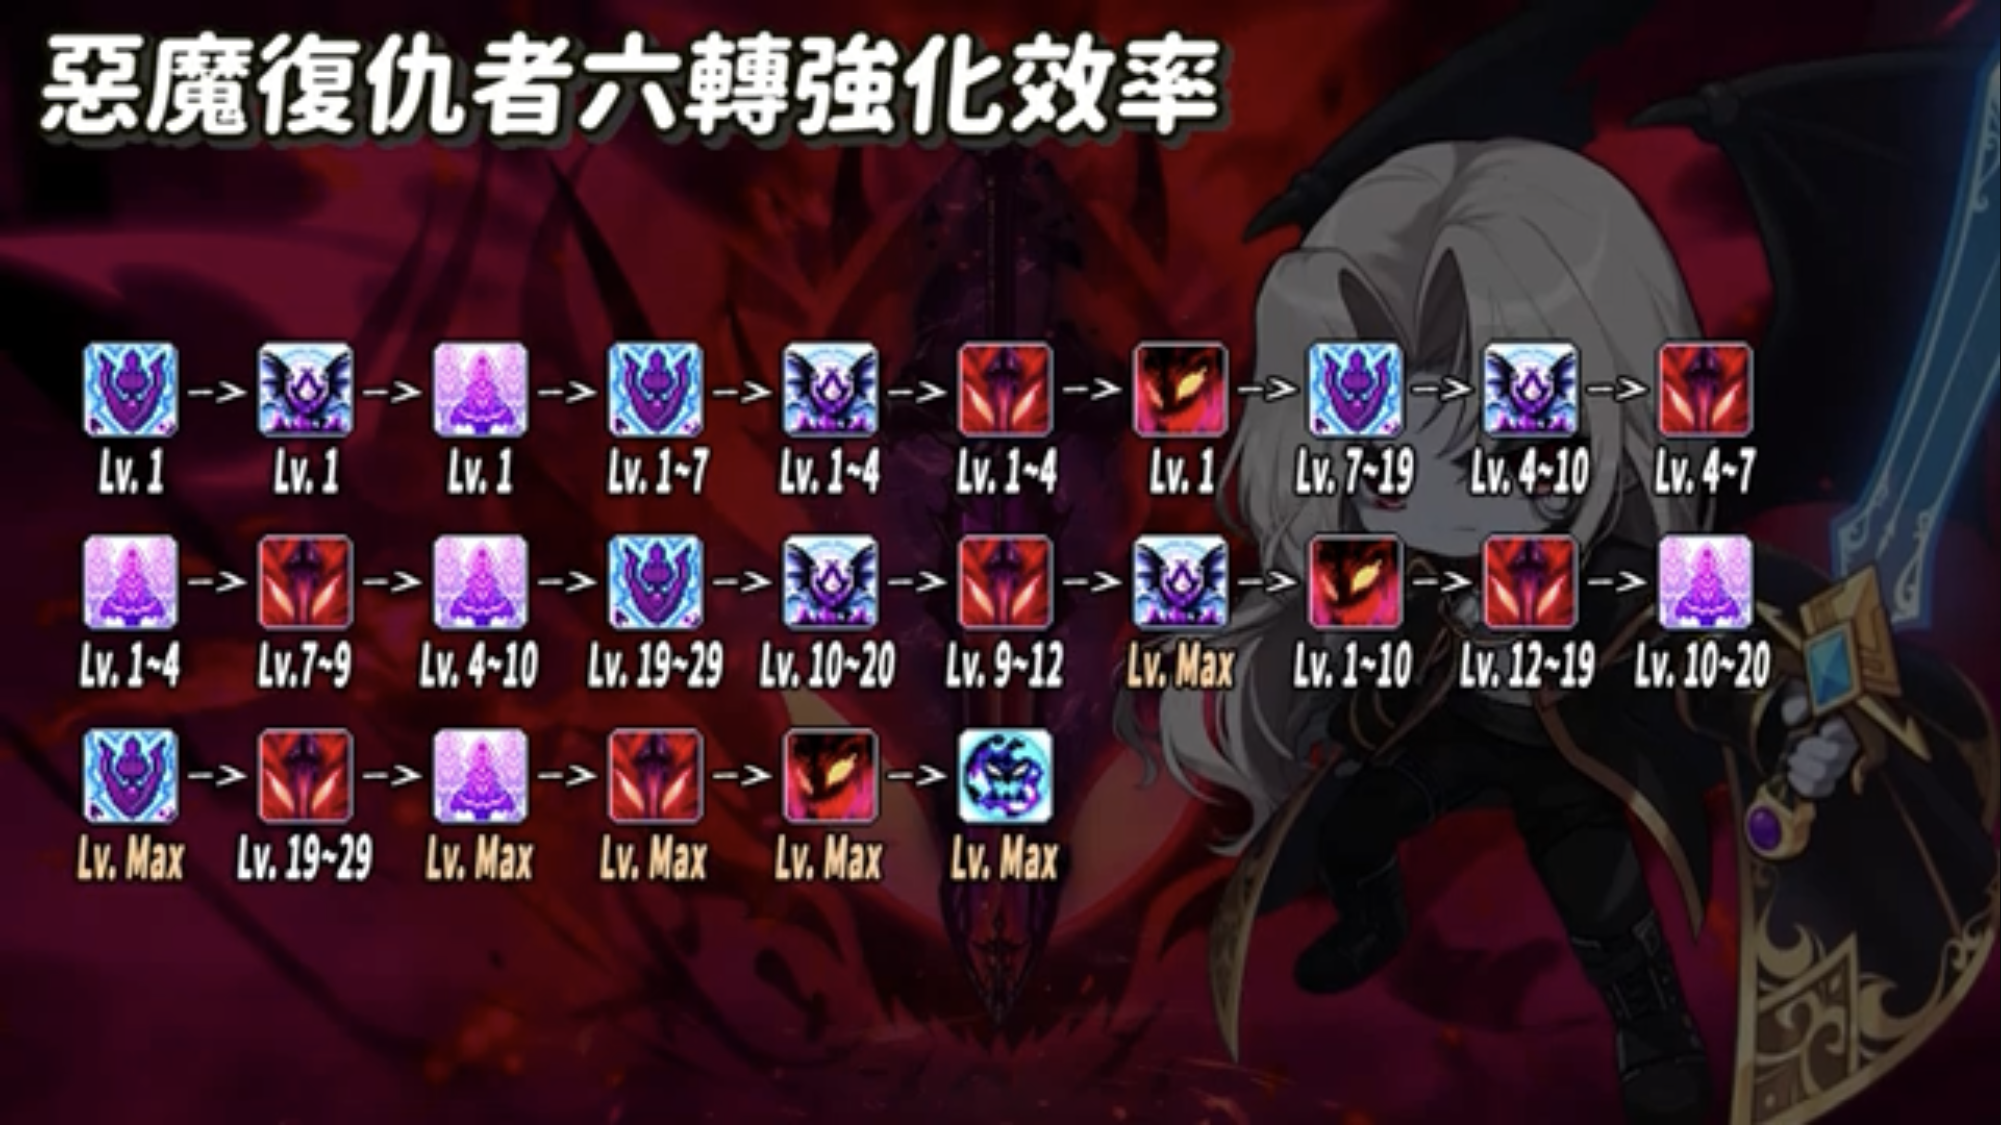 惡魔復仇者六轉強化效率
-> -> -> -> -> -> -> -> ->
Lv. 1 Lv. 1 Lv. 1 Lv. 1~7 Lv. 1~4 Lv. 1~4 Lv. 1 Lv. 7~19 Lv. 4~10 Lv. 4~7
-> -> -> -> -> -> -> -> ->
Lv. 1~4 Lv.7~9 Lv. 4~10 Lv. 19~29 Lv. 10~20 Lv. 9~12 Lv. Max Lv. 1~10 Lv. 12~19 Lv. 10~20
-> -> -> -> ->
Lv. Max Lv. 19~29 Lv. Max Lv. Max Lv. Max Lv. Max